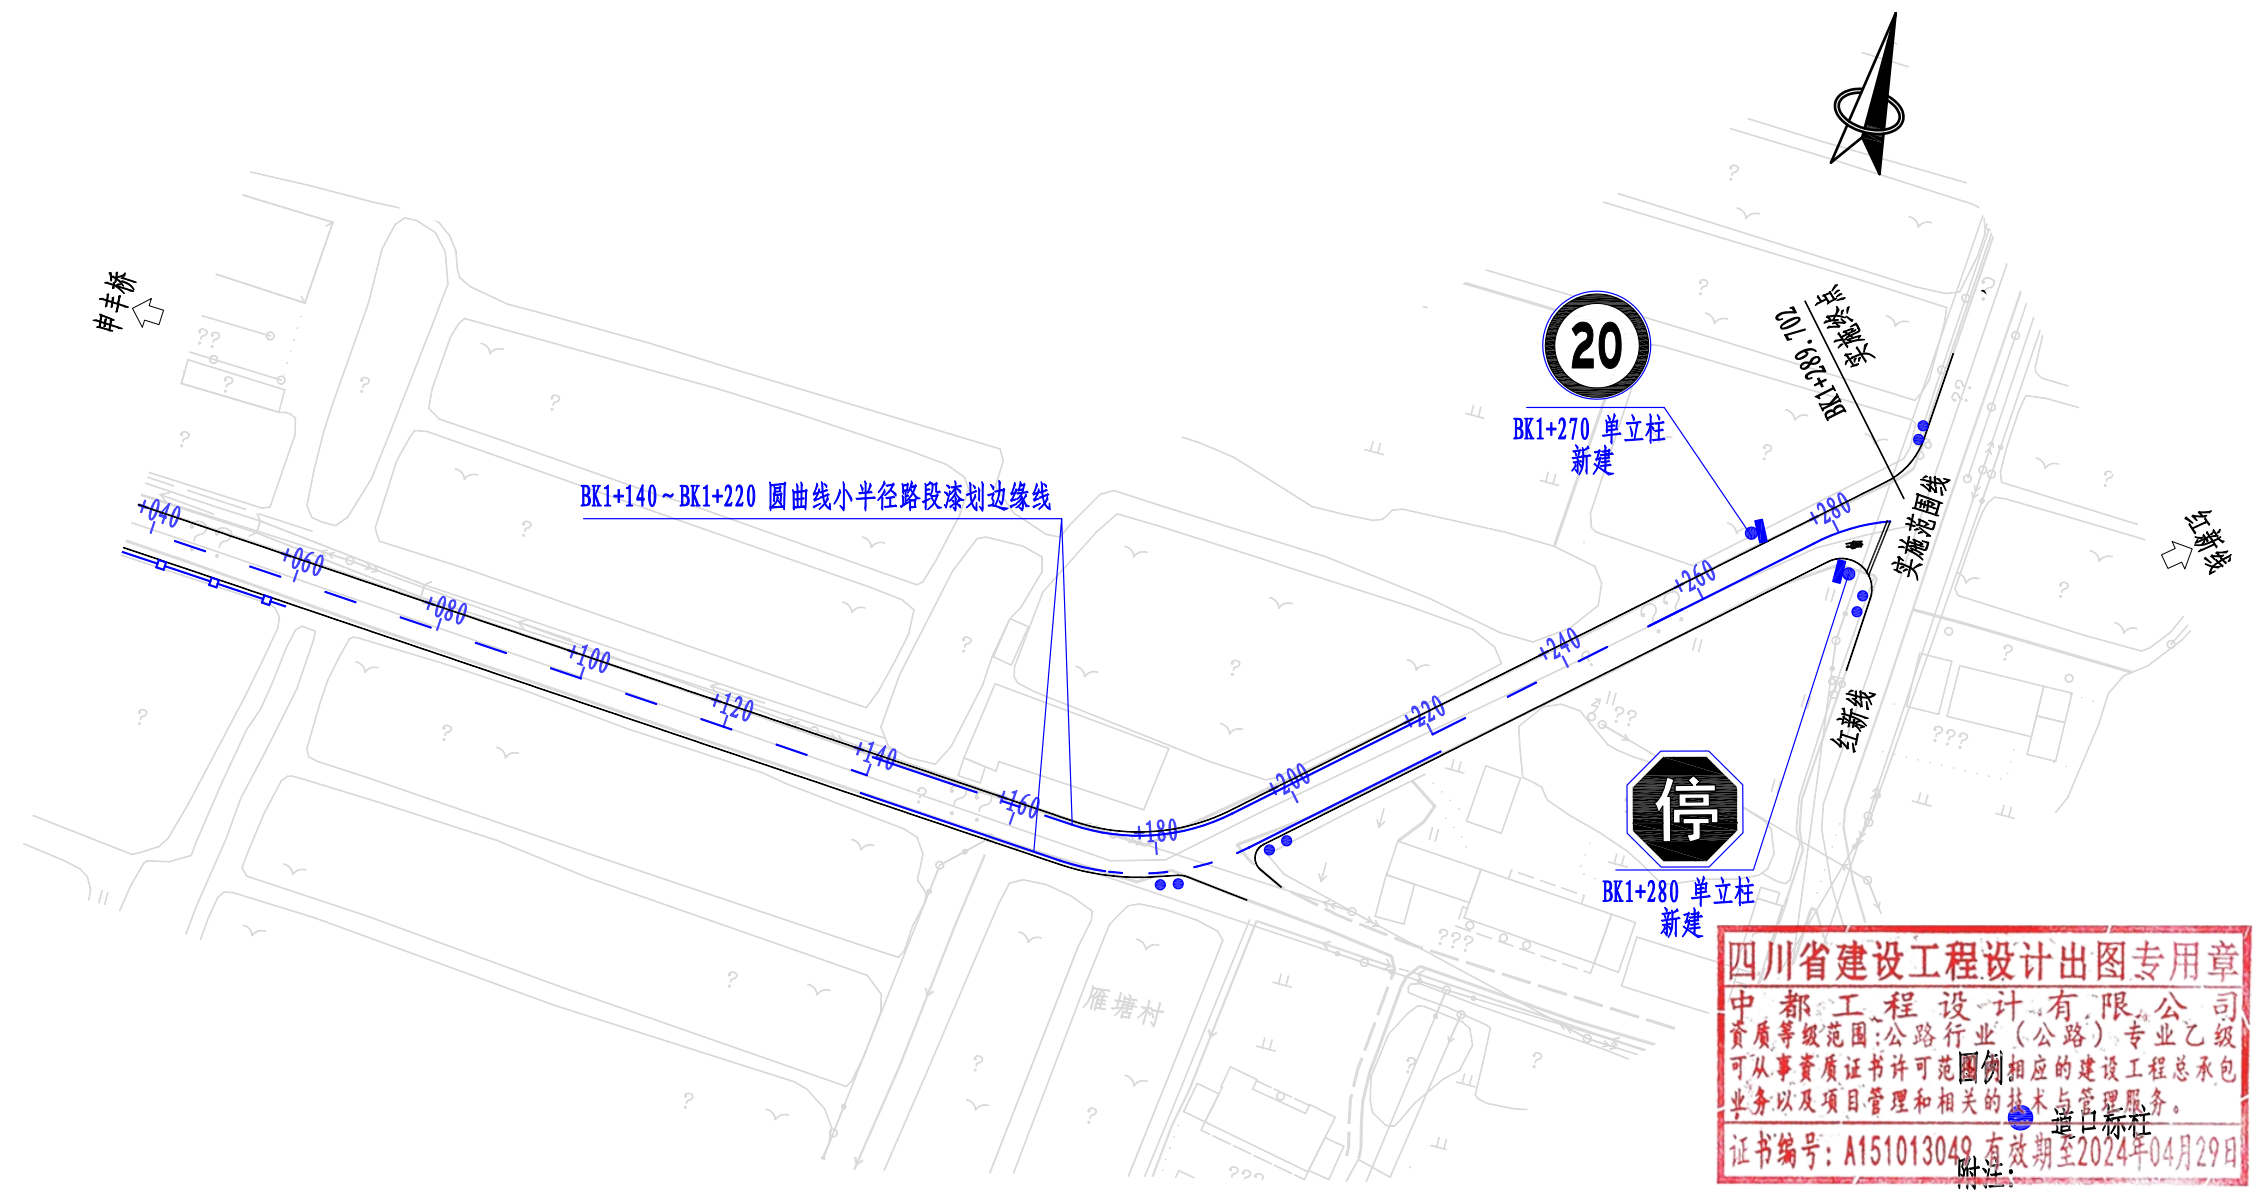 申丰桥
+040
+060
+080
+100
+120
+140
+160
+180
+200
+220
+240
+260
+280
BK1+140～BK1+220 圆曲线小半径路段漆划边缘线
20
BK1+270 单立柱
新建
BK1+289.702
实施终点
实施范围线
红新线
红新线
停
BK1+280 单立柱
新建
雁塘村
四川省建设工程设计出图专用章
中都工程设计有限公司
资质等级范围:公路行业（公路）专业乙级
可从事资质证书许可范围内相应的建设工程总承包
业务以及项目管理和相关的技术与管理服务。
证书编号: A151013049 有效期至2024年04月29日
图例:
道口标柱
附注: